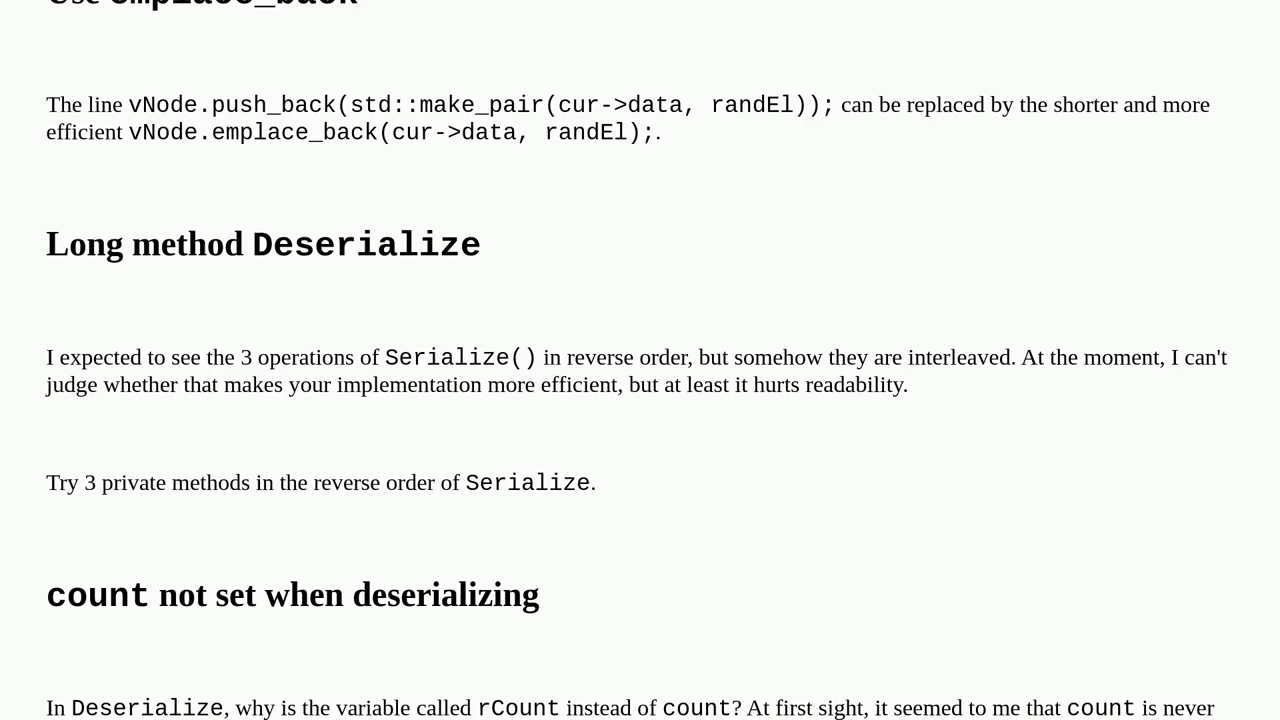 Use emplace_back
The line vNode.push_back(std::make_pair(cur->data, randEl)); can be replaced by the shorter and more
efficient vNode.emplace_back(cur->data, randEl);.
Long method Deserialize
I expected to see the 3 operations of Serialize() in reverse order, but somehow they are interleaved. At the moment, I can't
judge whether that makes your implementation more efficient, but at least it hurts readability.
Try 3 private methods in the reverse order of Serialize.
count not set when deserializing
In Deserialize, why is the variable called rCount instead of count? At first sight, it seemed to me that count is never